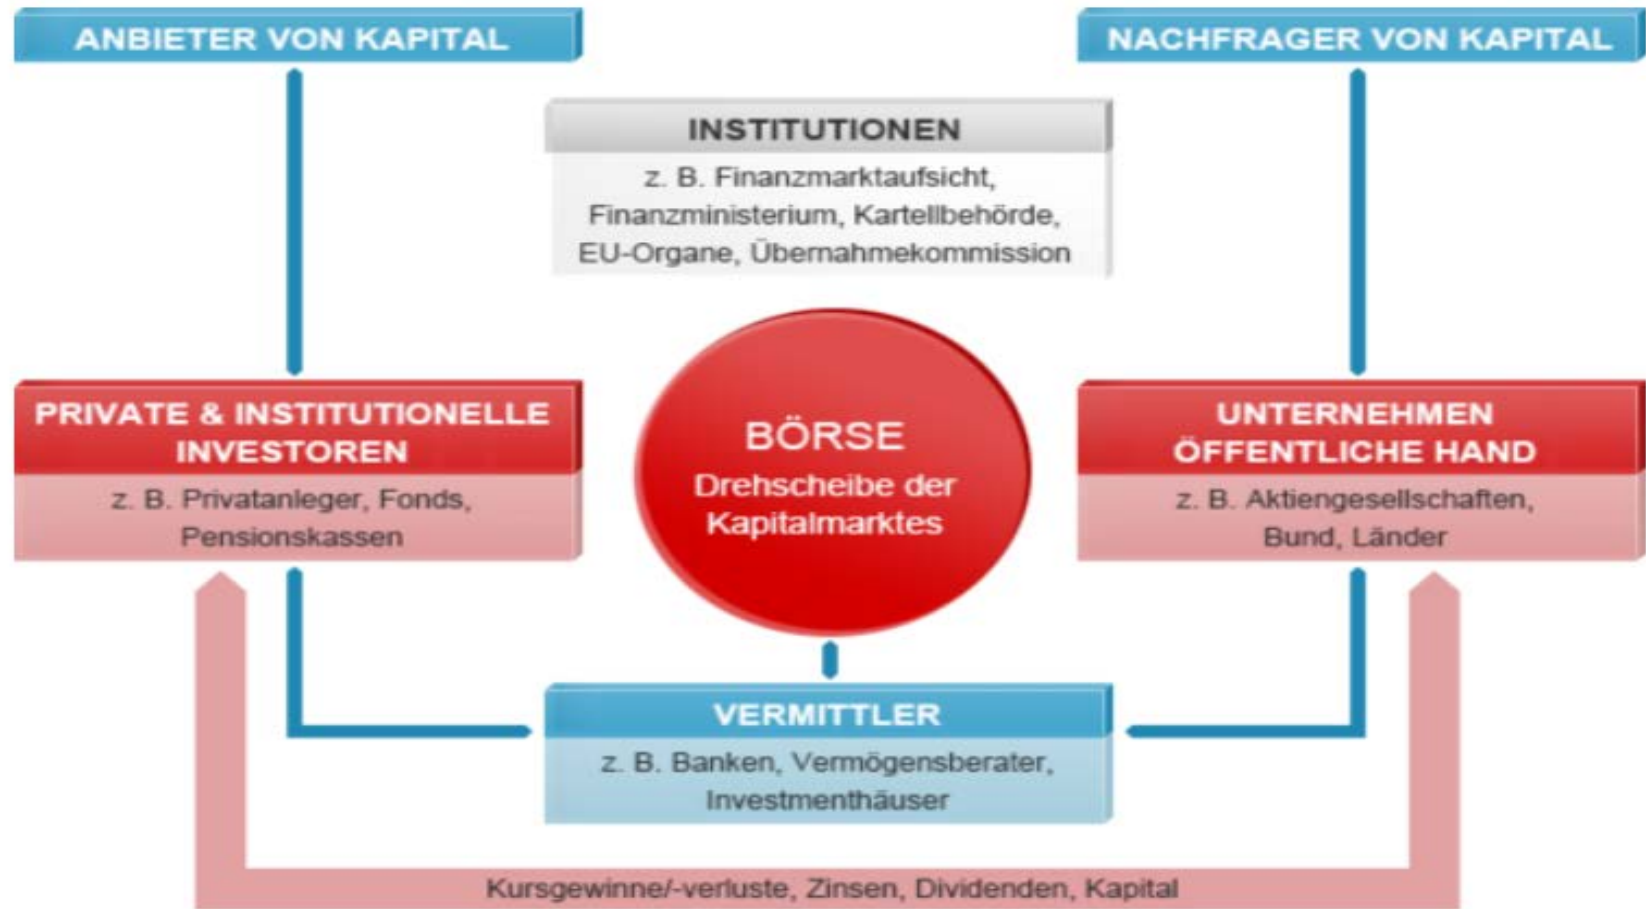 ANBIETER VON KAPITAL
NACHFRAGER VON KAPITAL
INSTITUTIONEN
z. B. Finanzmarktaufsicht,
Finanzministerium, Kartellbehörde,
EU-Organe, Übernahmekommission
PRIVATE & INSTITUTIONELLE
INVESTOREN
z. B. Privatanleger, Fonds,
Pensionskassen
BÖRSE
Drehscheibe der
Kapitalmarktes
UNTERNEHMEN
ÖFFENTLICHE HAND
z. B. Aktiengesellschaften,
Bund, Länder
VERMITTLER
z. B. Banken, Vermögensberater,
Investmenthäuser
Kursgewinne/-verluste, Zinsen, Dividenden, Kapital